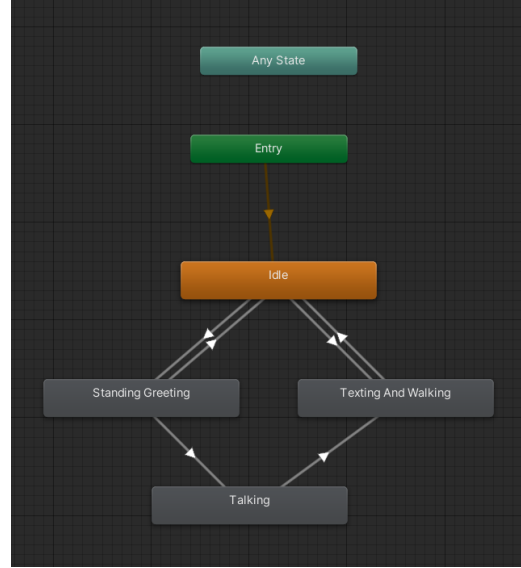 Any State
Entry
Idle
Standing Greeting
Texting And Walking
Talking